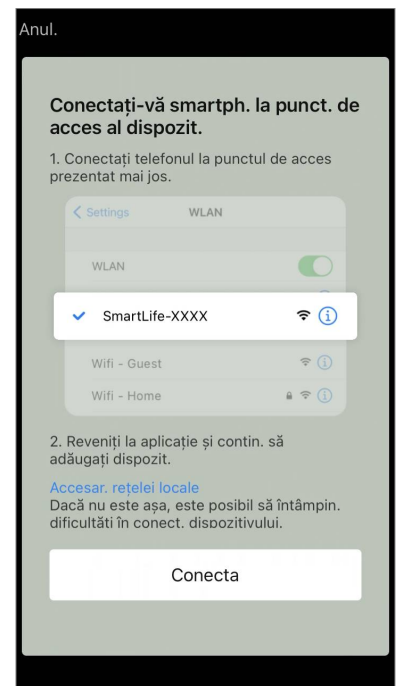 Anul.
Conectați-vă smartph. la punct. de
acces al dispozit.
1. Conectați telefonul la punctul de acces
prezentat mai jos.
Settings WLAN
WLAN
SmartLife-XXXX
Wifi - Guest
Wifi - Home
2. Reveniți la aplicație și contin. să
adăugați dispozit.
Accesar. rețelei locale
Dacă nu este așa, este posibil să întâmpin.
dificultăți în conect. dispozitivului.
Conecta